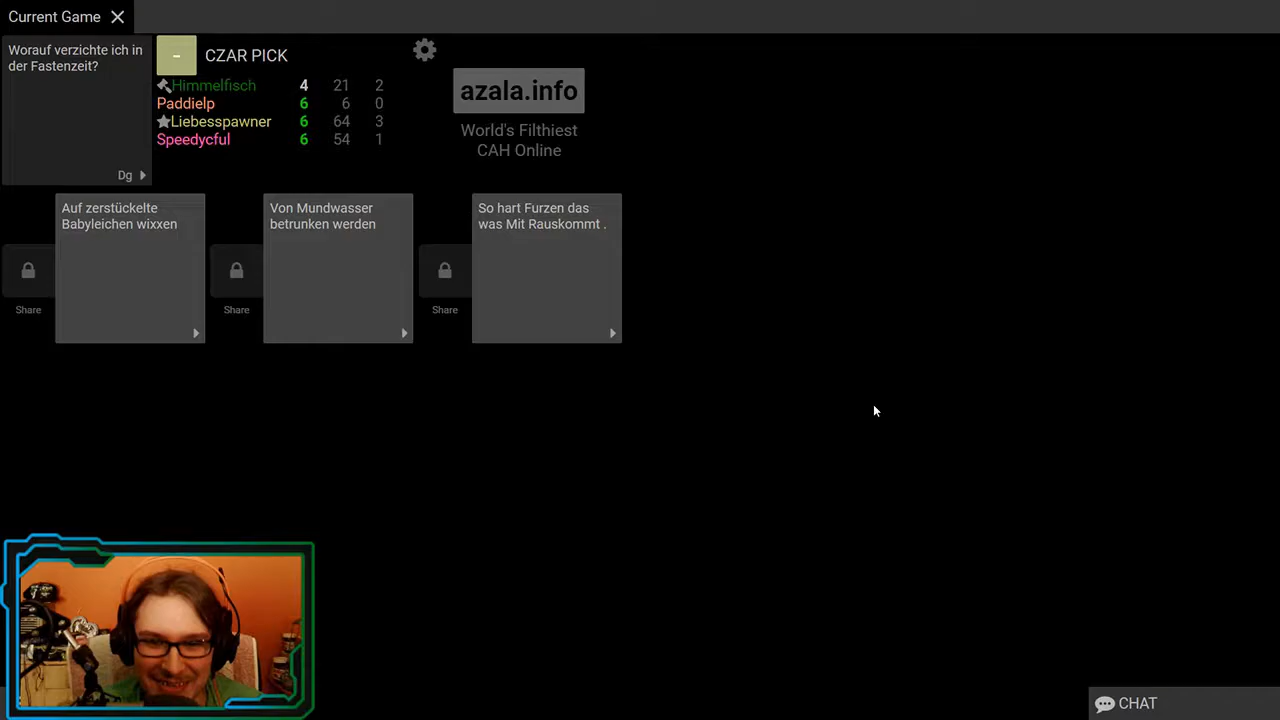 Current Game
Worauf verzichte ich in
der Fastenzeit?
Dg
-
CZAR PICK
Himmelfisch 4 21 2
Paddielp 6 6 0
Liebesspawner 6 64 3
Speedycful 6 54 1
azala.info
World's Filthiest
CAH Online
Share
Auf zerstückelte
Babyleichen wixxen
Share
Von Mundwasser
betrunken werden
Share
So hart Furzen das
was Mit Rauskommt .
CHAT